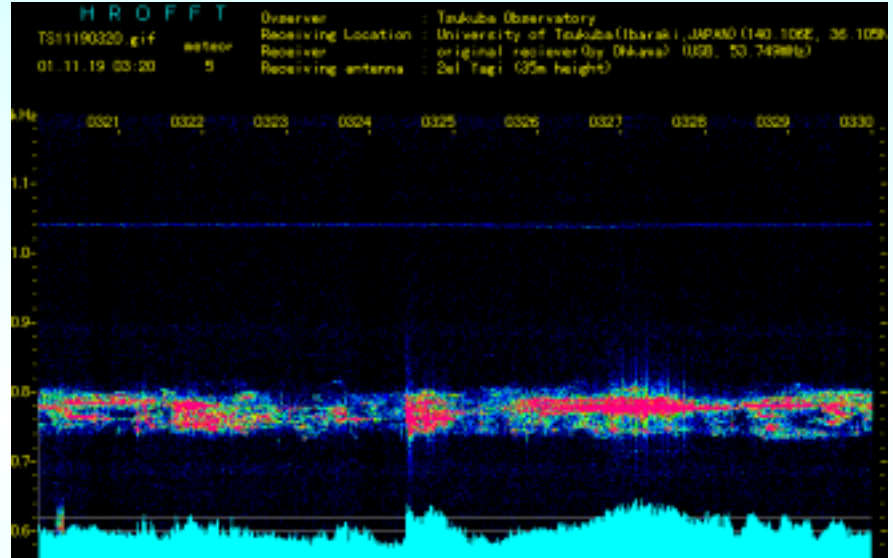 H R O F F T
Ovserver : Tsukuba Observatory
TS11190320.gif
meteor
Receiving Location : University of Tsukuba(Ibaraki,JAPAN) (140.106E, 36.105N
Receiver : original reciever(by Ohkawa) (USB, 53.749MHz)
01.11.19 03:20
5
Receiving antenna : 2el Yagi (35m height)
kHz
0321 0322 0323 0324 0325 0326 0327 0328 0329 0330
1.1
1.0
0.9
0.8
0.7
0.6